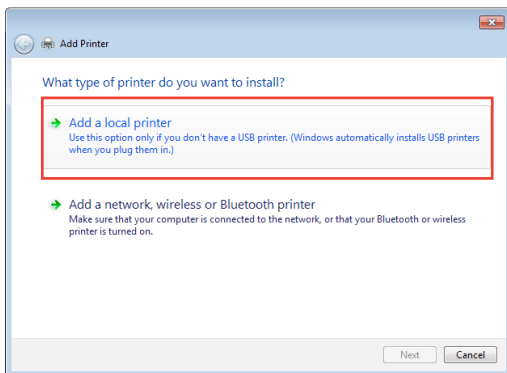 Add Printer
What type of printer do you want to install?
Add a local printer
Use this option only if you don't have a USB printer. (Windows automatically installs USB printers
when you plug them in.)
Add a network, wireless or Bluetooth printer
Make sure that your computer is connected to the network, or that your Bluetooth or wireless
printer is turned on.
Next Cancel